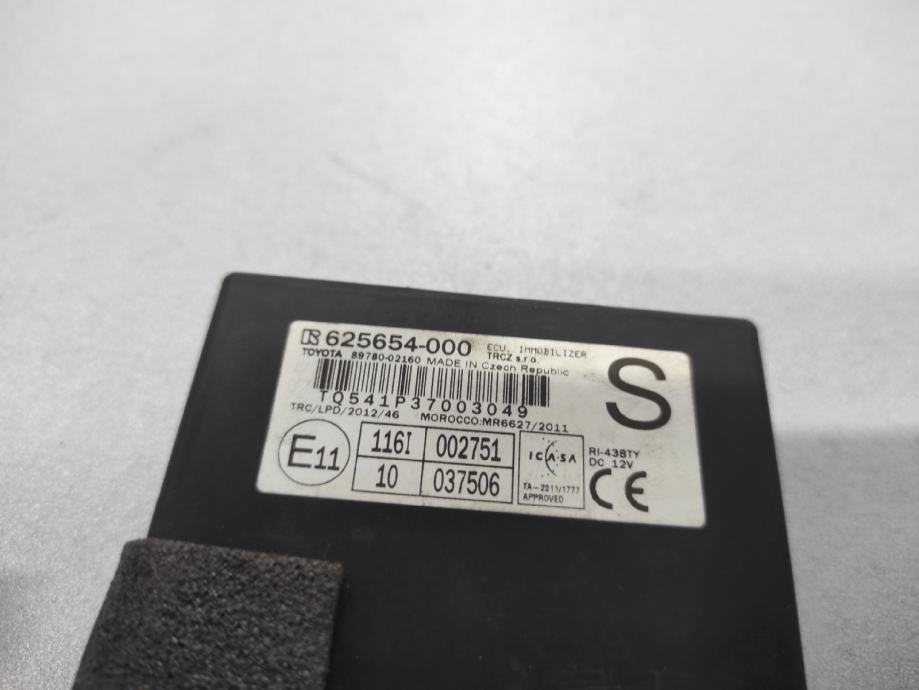 625654-000 ECU, IMMOBILIZER
TRCZ s.r.o.
TOYOTA 89780-02160 MADE IN Czech Republic
TQ541P37003049
TRC/LPD/2012/46 MOROCCO:MR6627/2011
E11
116I 002751
10 037506
ICASA
TA-2011/1777
APPROVED
RI-43BTY
DC 12V
CE
S